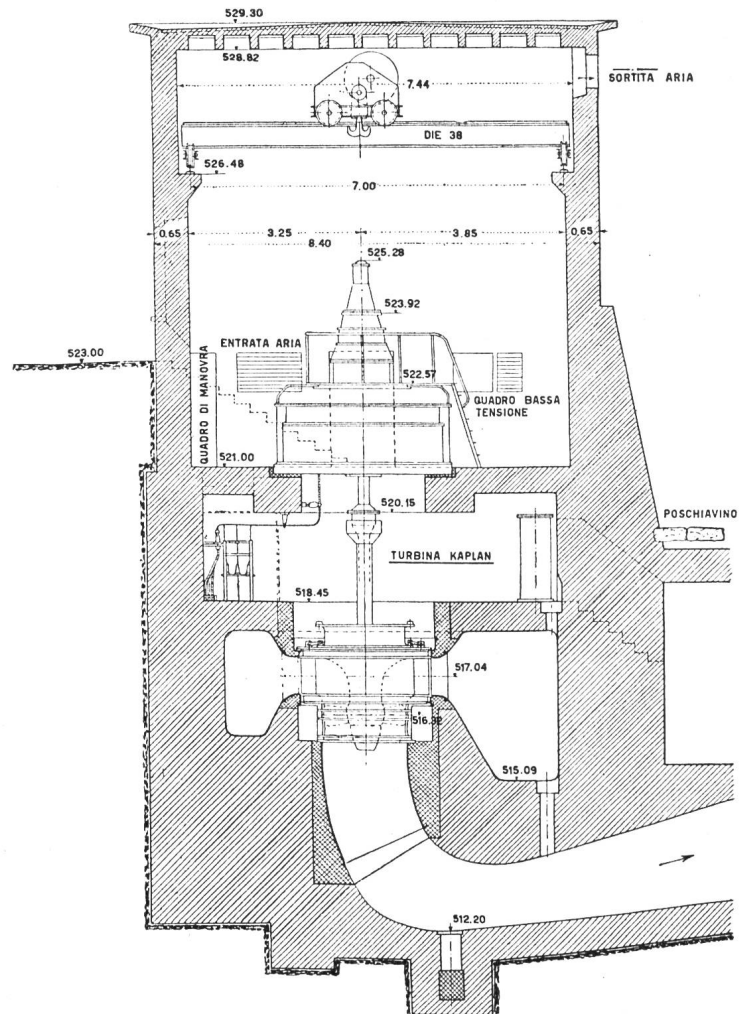 529.30
528.82
7.44
SORTITA ARIA
DIE 38
526.48
7.00
0.65 3.25 3.85 0.65
8.40
525.28
523.92
ENTRATA ARIA
523.00
522.57
QUADRO DI MANOVRA
QUADRO BASSA
TENSIONE
521.00
520.15
POSCHIAVINO
TURBINA KAPLAN
518.45
517.04
516.32
515.09
512.20